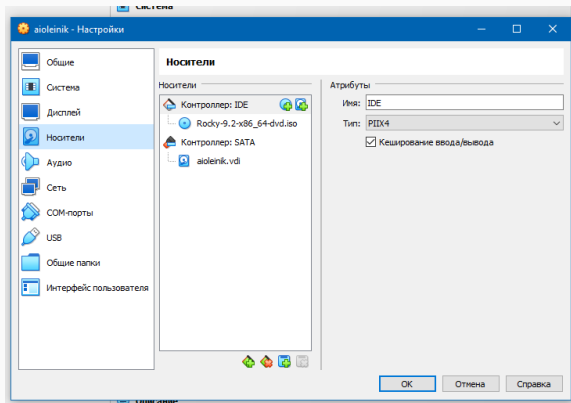 Система
aioleinik - Настройки
Общие
Система
Дисплей
Носители
Аудио
Сеть
COM-порты
USB
Общие папки
Интерфейс пользователя
Носители
Носители
Контроллер: IDE
Rocky-9.2-x86_64-dvd.iso
Контроллер: SATA
aioleinik.vdi
Атрибуты
Имя: IDE
Тип: PIIX4
Кеширование ввода/вывода
OK Отмена Справка
Описание